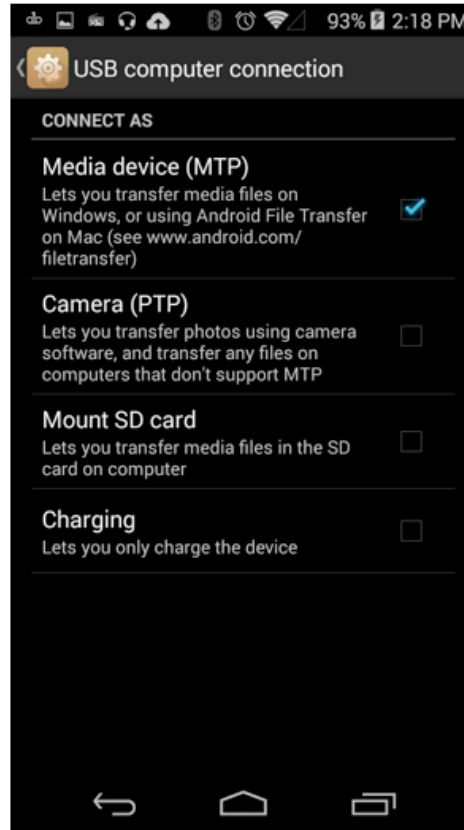 93% 2:18 PM
USB computer connection
CONNECT AS
Media device (MTP)
Lets you transfer media files on
Windows, or using Android File Transfer
on Mac (see www.android.com/
filetransfer)
Camera (PTP)
Lets you transfer photos using camera
software, and transfer any files on
computers that don't support MTP
Mount SD card
Lets you transfer media files in the SD
card on computer
Charging
Lets you only charge the device